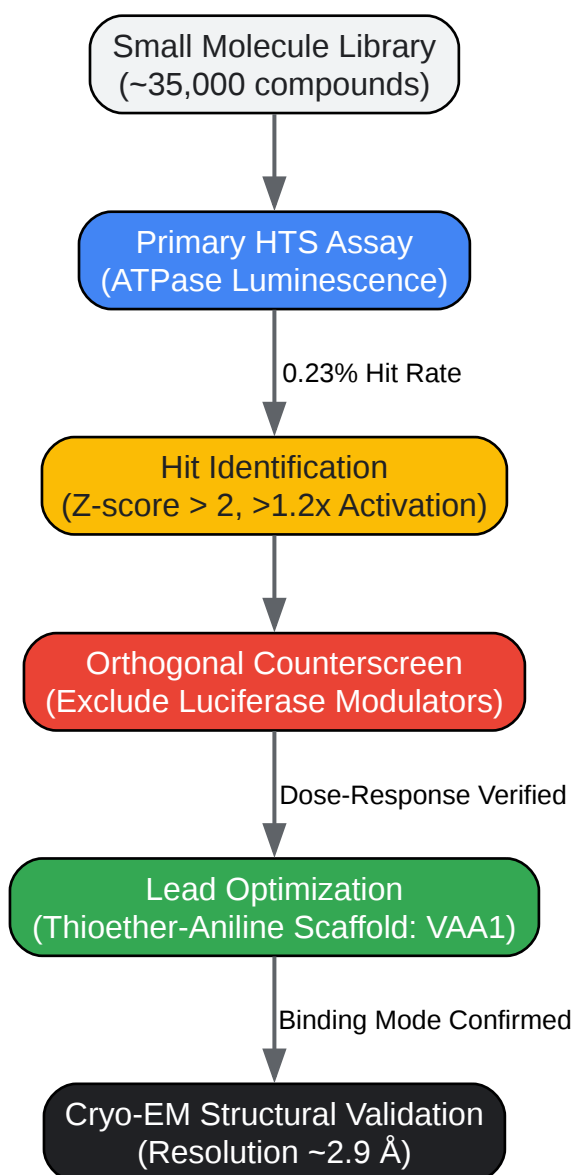 Small Molecule Library
(~35,000 compounds)
Primary HTS Assay
(ATPase Luminescence)
0.23% Hit Rate
Hit Identification
(Z-score > 2, >1.2x Activation)
Orthogonal Counterscreen
(Exclude Luciferase Modulators)
Dose-Response Verified
Lead Optimization
(Thioether-Aniline Scaffold: VAA1)
Binding Mode Confirmed
Cryo-EM Structural Validation
(Resolution ~2.9 Å)